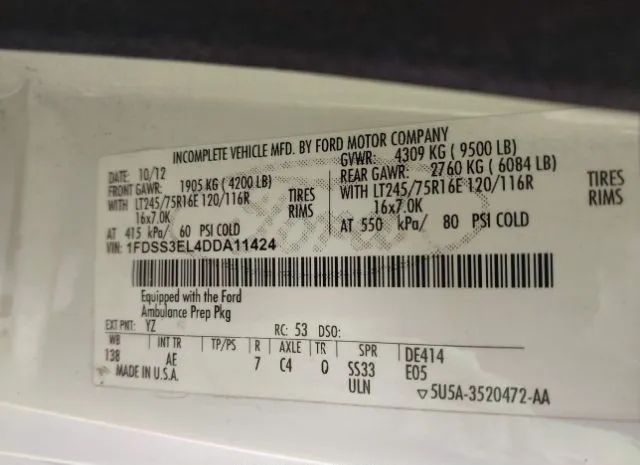 INCOMPLETE VEHICLE MFD. BY FORD MOTOR COMPANY
DATE: 10/12 GVWR: 4309 KG ( 9500 LB)
FRONT GAWR: 1905 KG ( 4200 LB) REAR GAWR: 2760 KG ( 6084 LB)
WITH LT245/75R16E 120/116R TIRES WITH LT245/75R16E 120/116R TIRES
16x7.0K RIMS 16x7.0K RIMS
AT 415 kPa/ 60 PSI COLD AT 550 kPa/ 80 PSI COLD
VIN: 1FDSS3EL4DDA11424
Ford
Equipped with the Ford
Ambulance Prep Pkg
EXT PNT: YZ RC: 53 DSO:
WB INT TR TP/PS R AXLE TR SPR DE414
138 AE 7 C4 0 SS33 E05
MADE IN U.S.A. ULN ▽5U5A-3520472-AA